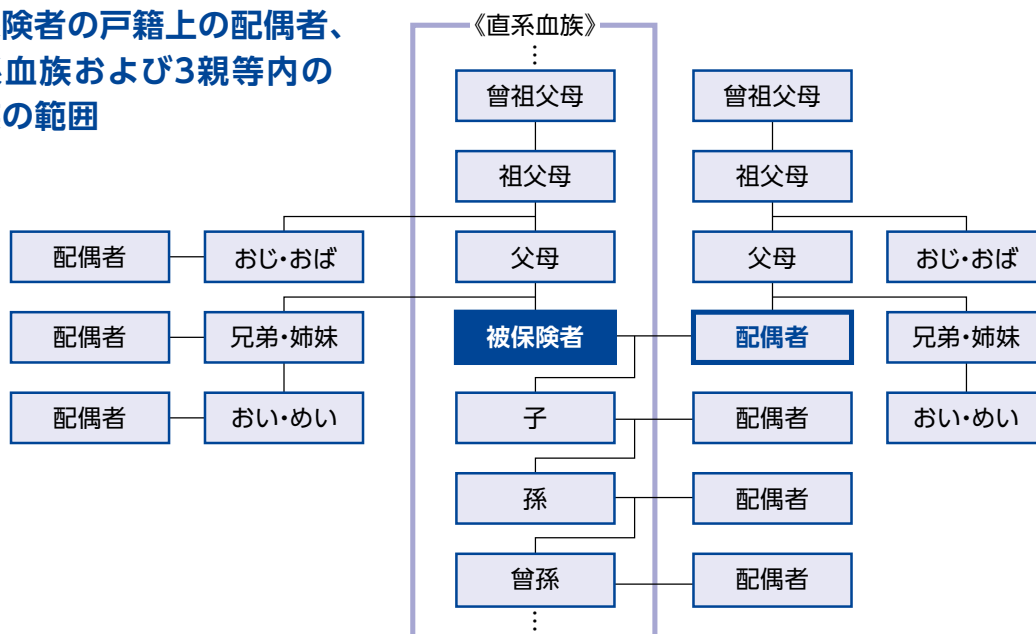 険者の戸籍上の配偶者、
血族および3親等内の
の範囲
《直系血族》
⋮
曾祖父母
曾祖父母
祖父母
祖父母
配偶者
おじ・おば
父母
父母
おじ・おば
配偶者
兄弟・姉妹
被保険者
配偶者
兄弟・姉妹
配偶者
おい・めい
子
配偶者
おい・めい
孫
配偶者
曾孫
配偶者
⋮